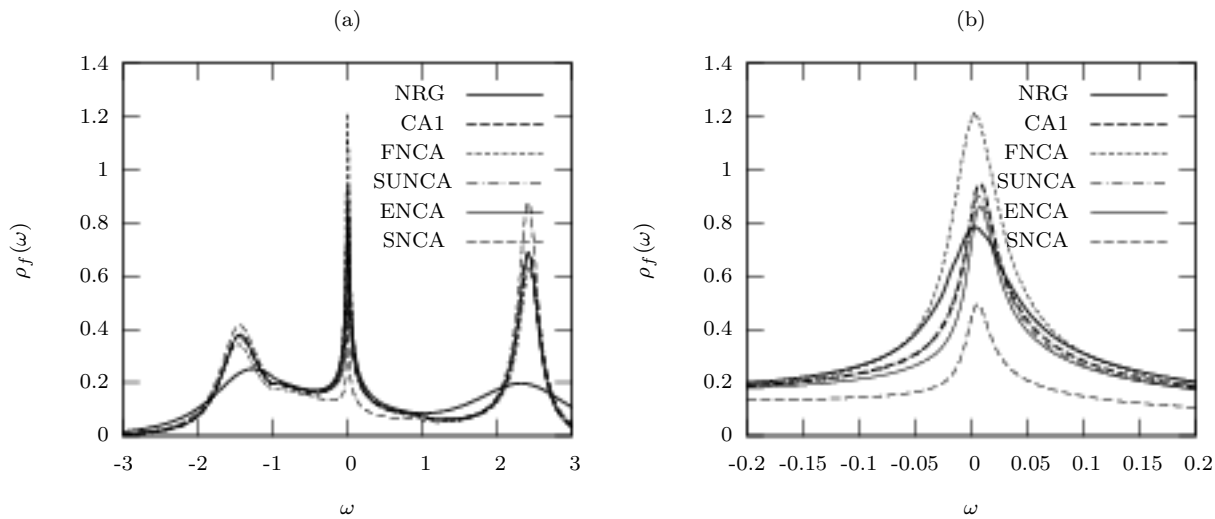 (a)
ρf(ω)
1.4
1.2
1
0.8
0.6
0.4
0.2
0
-3 -2 -1 0 1 2 3
ω
NRG
CA1
FNCA
SUNCA
ENCA
SNCA
(b)
ρf(ω)
1.4
1.2
1
0.8
0.6
0.4
0.2
0
-0.2 -0.15 -0.1 -0.05 0 0.05 0.1 0.15 0.2
ω
NRG
CA1
FNCA
SUNCA
ENCA
SNCA